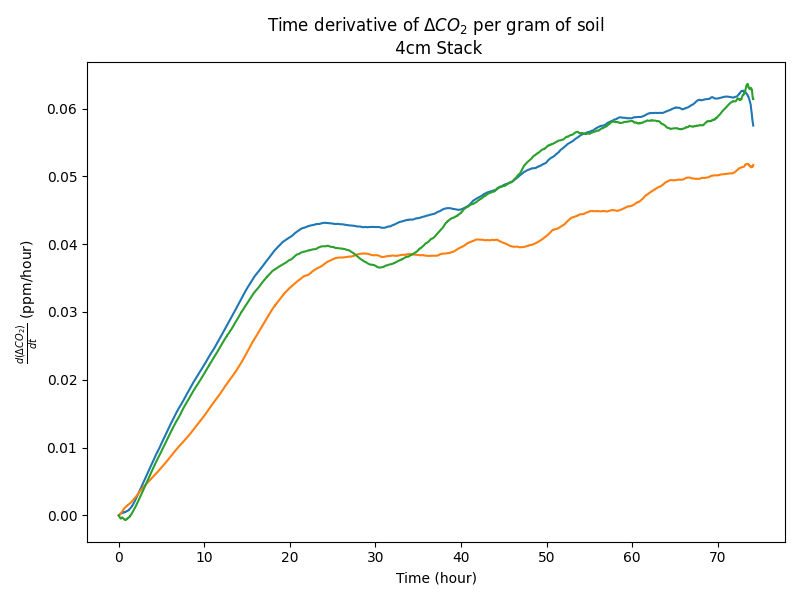 Time derivative of ΔCO₂ per gram of soil
4cm Stack
0.06
0.05
0.04
0.03
0.02
0.01
0.00
d(ΔCO₂)/dt (ppm/hour)
0 10 20 30 40 50 60 70
Time (hour)